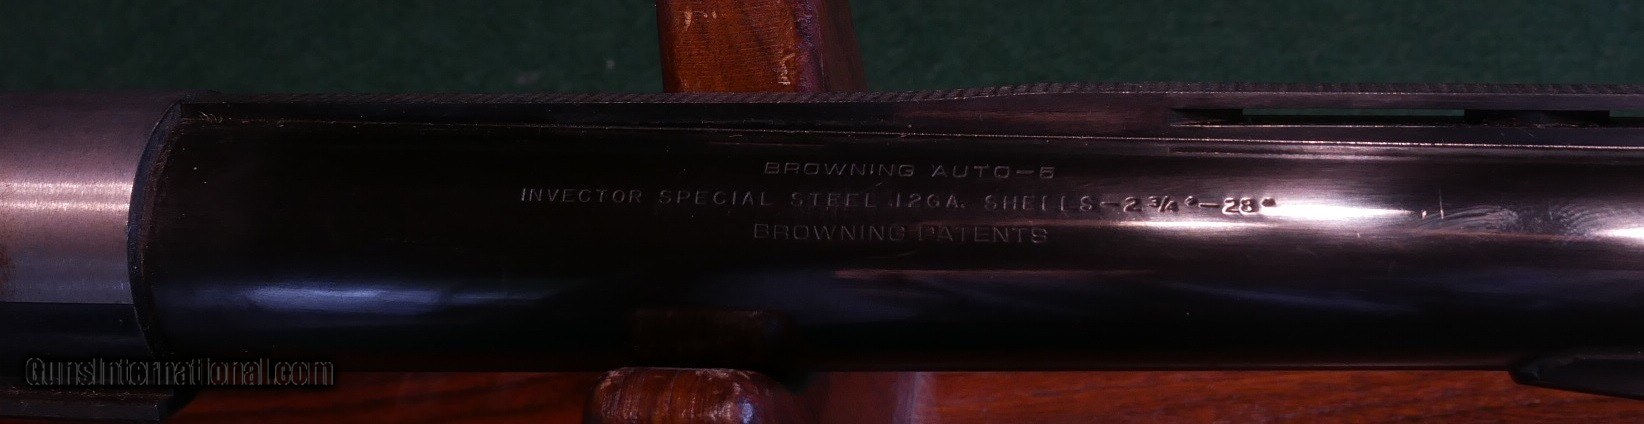 BROWNING AUTO-5
INVECTOR SPECIAL STEEL 12GA. SHELLS-2 3/4"-28"
BROWNING PATENTS
GunsInternational.com